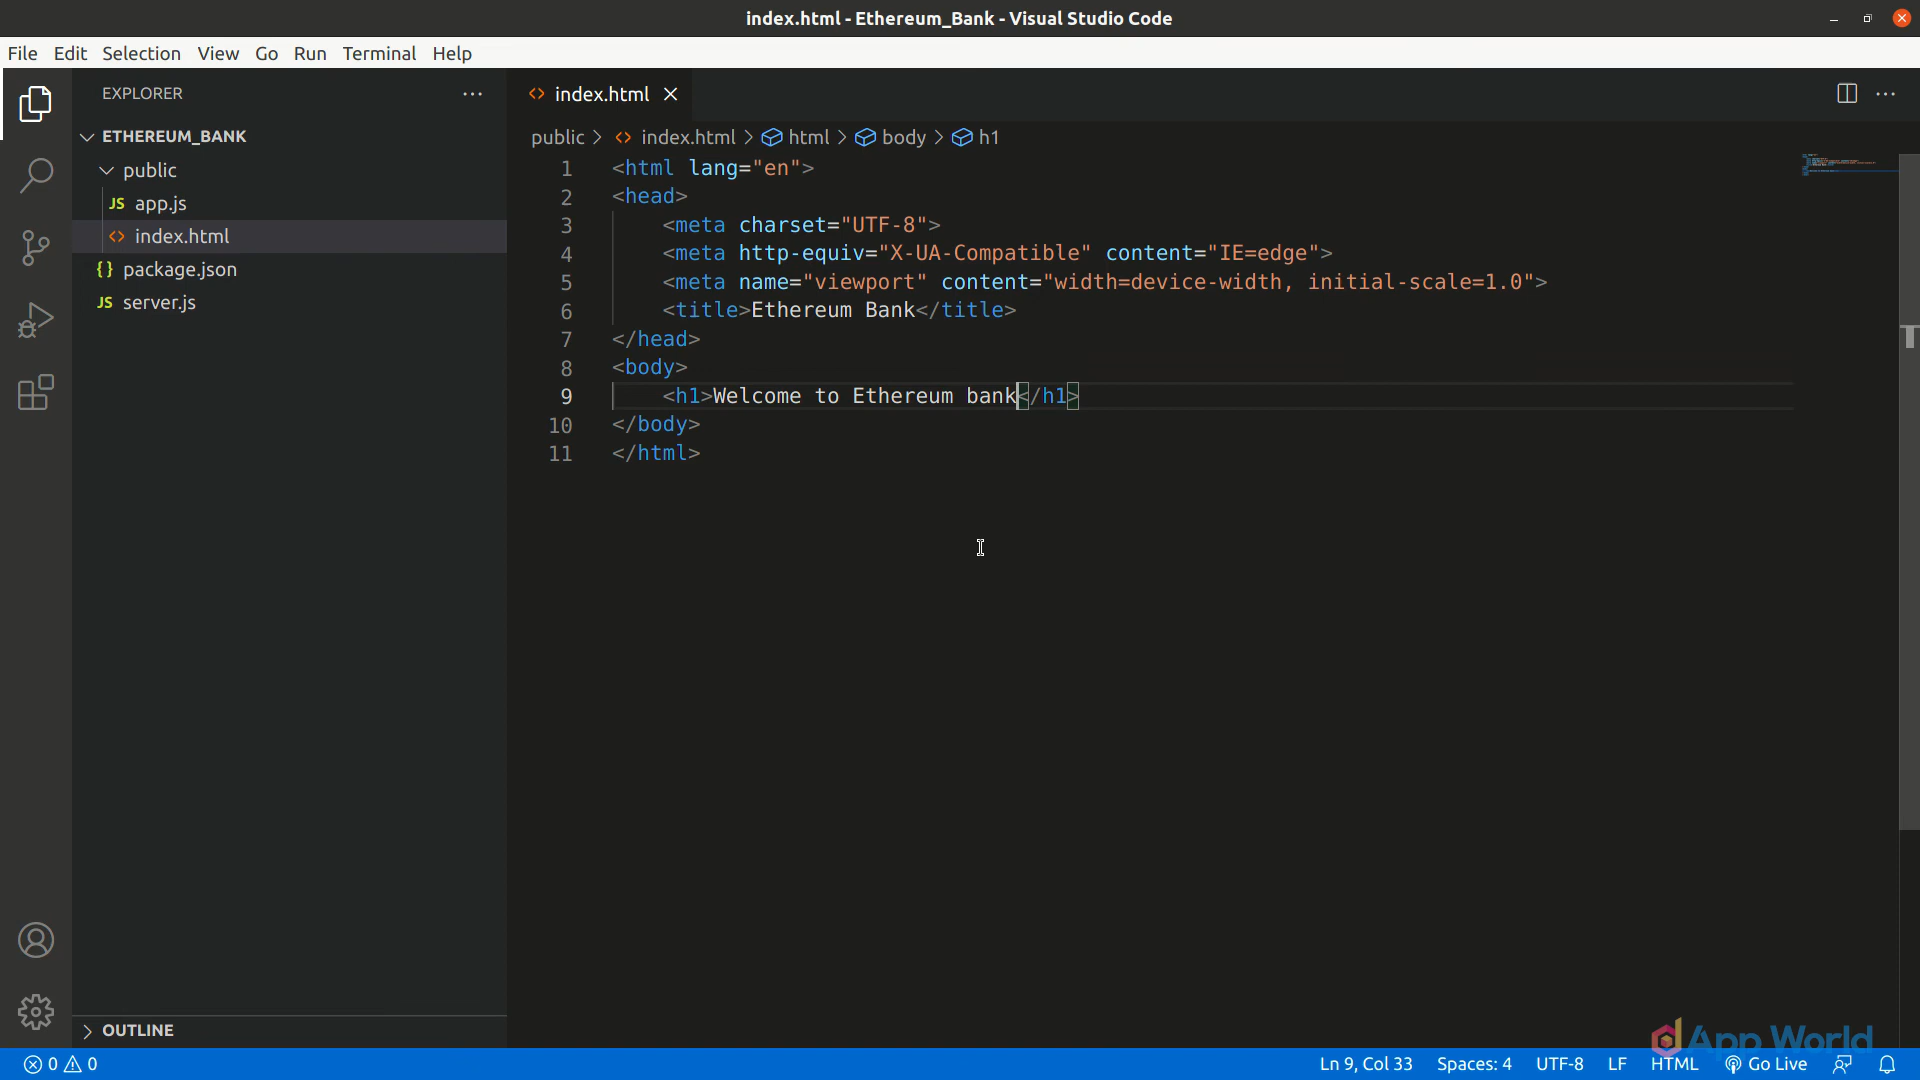 index.html - Ethereum_Bank - Visual Studio Code
File Edit Selection View Go Run Terminal Help
EXPLORER
index.html
ETHEREUM_BANK
public > index.html > html > body > h1
public
app.js
index.html
package.json
server.js
1 <html lang="en">
2 <head>
3 <meta charset="UTF-8">
4 <meta http-equiv="X-UA-Compatible" content="IE=edge">
5 <meta name="viewport" content="width=device-width, initial-scale=1.0">
6 <title>Ethereum Bank</title>
7 </head>
8 <body>
9 <h1>Welcome to Ethereum bank</h1>
10 </body>
11 </html>
OUTLINE
App World
0 0 Ln 9, Col 33 Spaces: 4 UTF-8 LF HTML Go Live